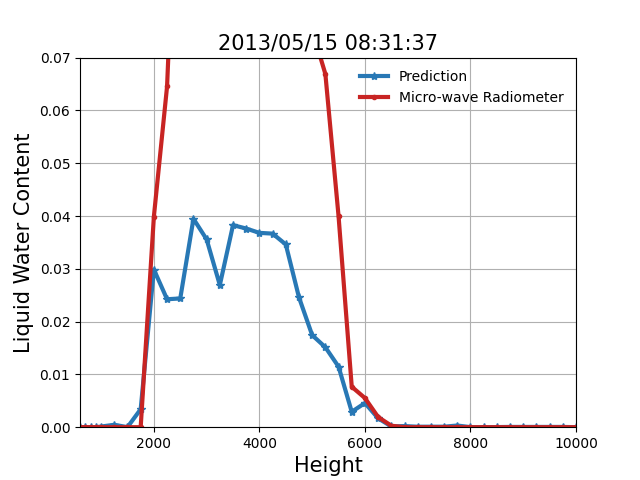 2013/05/15 08:31:37
0.07
0.06
0.05
0.04
0.03
0.02
0.01
0.00
Liquid Water Content
Prediction
Micro-wave Radiometer
2000 4000 6000 8000 10000
Height